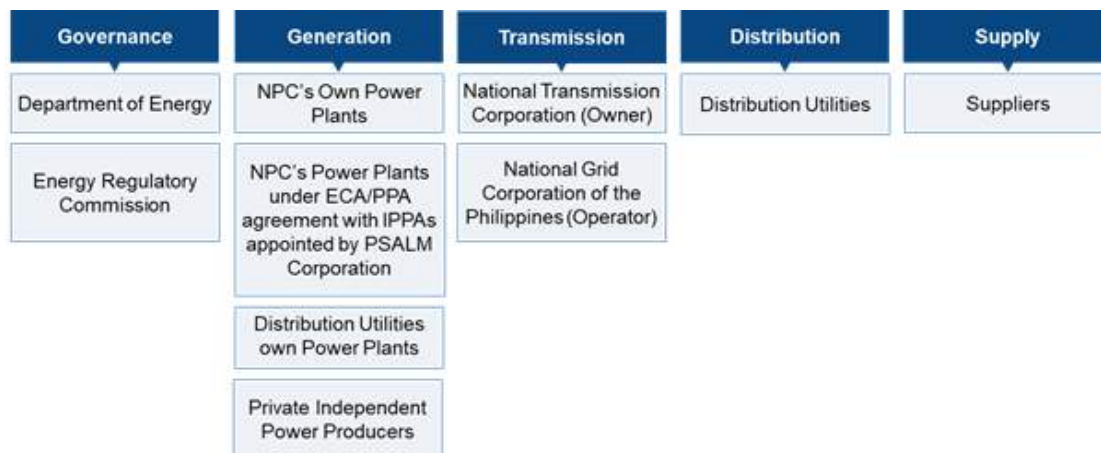 Governance
Department of Energy
Energy Regulatory
Commission
Generation
NPC's Own Power
Plants
NPC's Power Plants
under ECA/PPA
agreement with IPPAs
appointed by PSALM
Corporation
Distribution Utilities
own Power Plants
Private Independent
Power Producers
Transmission
National Transmission
Corporation (Owner)
National Grid
Corporation of the
Philippines (Operator)
Distribution
Distribution Utilities
Supply
Suppliers